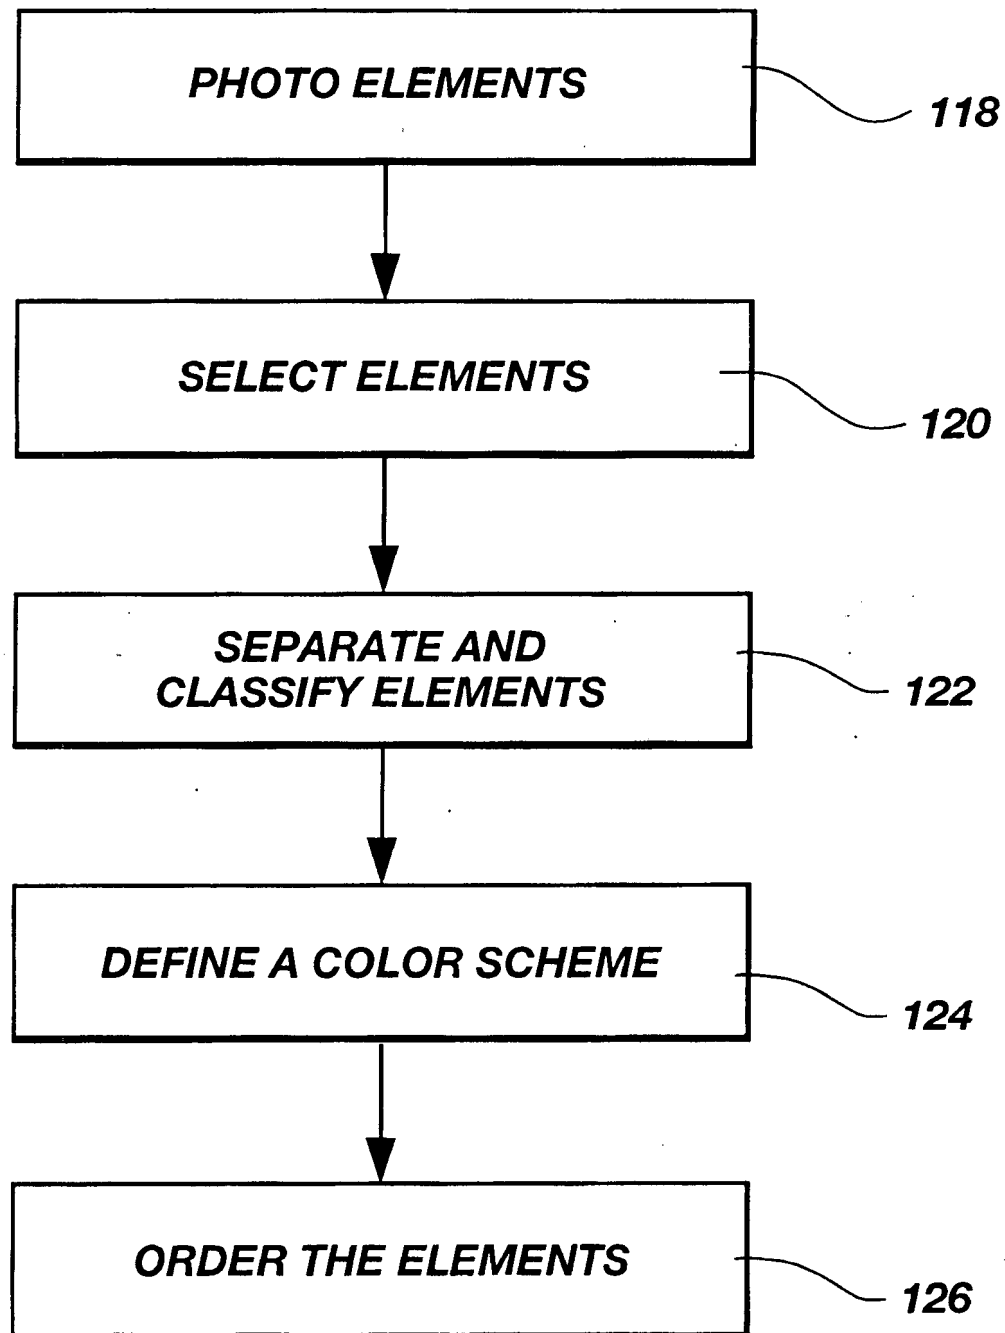 PHOTO ELEMENTS
118
SELECT ELEMENTS
120
SEPARATE AND
CLASSIFY ELEMENTS
122
DEFINE A COLOR SCHEME
124
ORDER THE ELEMENTS
126